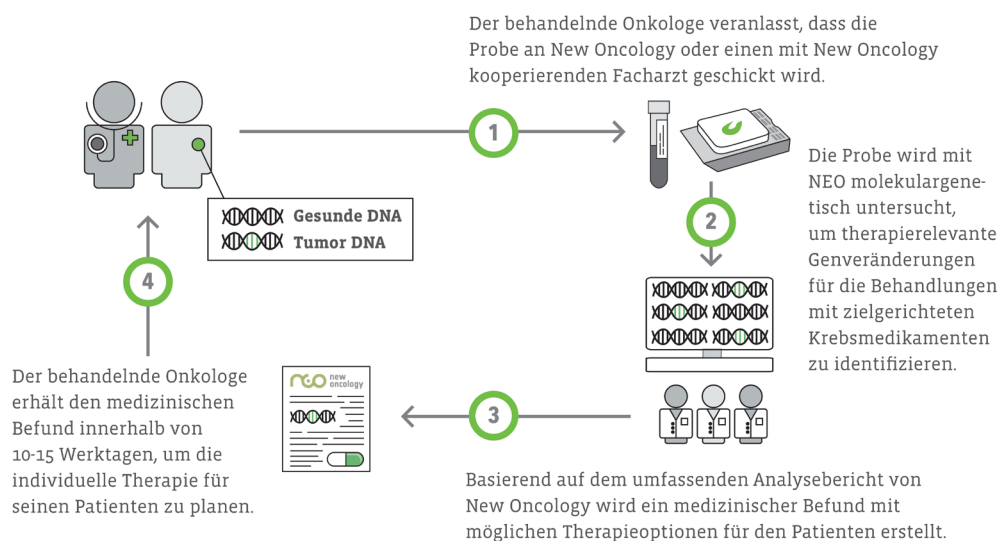 Der behandelnde Onkologe veranlasst, dass die
Probe an New Oncology oder einen mit New Oncology
kooperierenden Facharzt geschickt wird.
1
Gesunde DNA
Tumor DNA
Die Probe wird mit
NEO molekulargene-
tisch untersucht,
um therapierelevante
Genveränderungen
für die Behandlungen
mit zielgerichteten
Krebsmedikamenten
zu identifizieren.
2
3
Basierend auf dem umfassenden Analysebericht von
New Oncology wird ein medizinischer Befund mit
möglichen Therapieoptionen für den Patienten erstellt.
neo new
oncology
4
Der behandelnde Onkologe
erhält den medizinischen
Befund innerhalb von
10-15 Werktagen, um die
individuelle Therapie für
seinen Patienten zu planen.